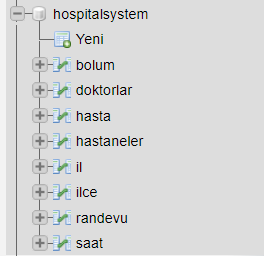 hospitalsystem
Yeni
bolum
doktorlar
hasta
hastaneler
il
ilce
randevu
saat